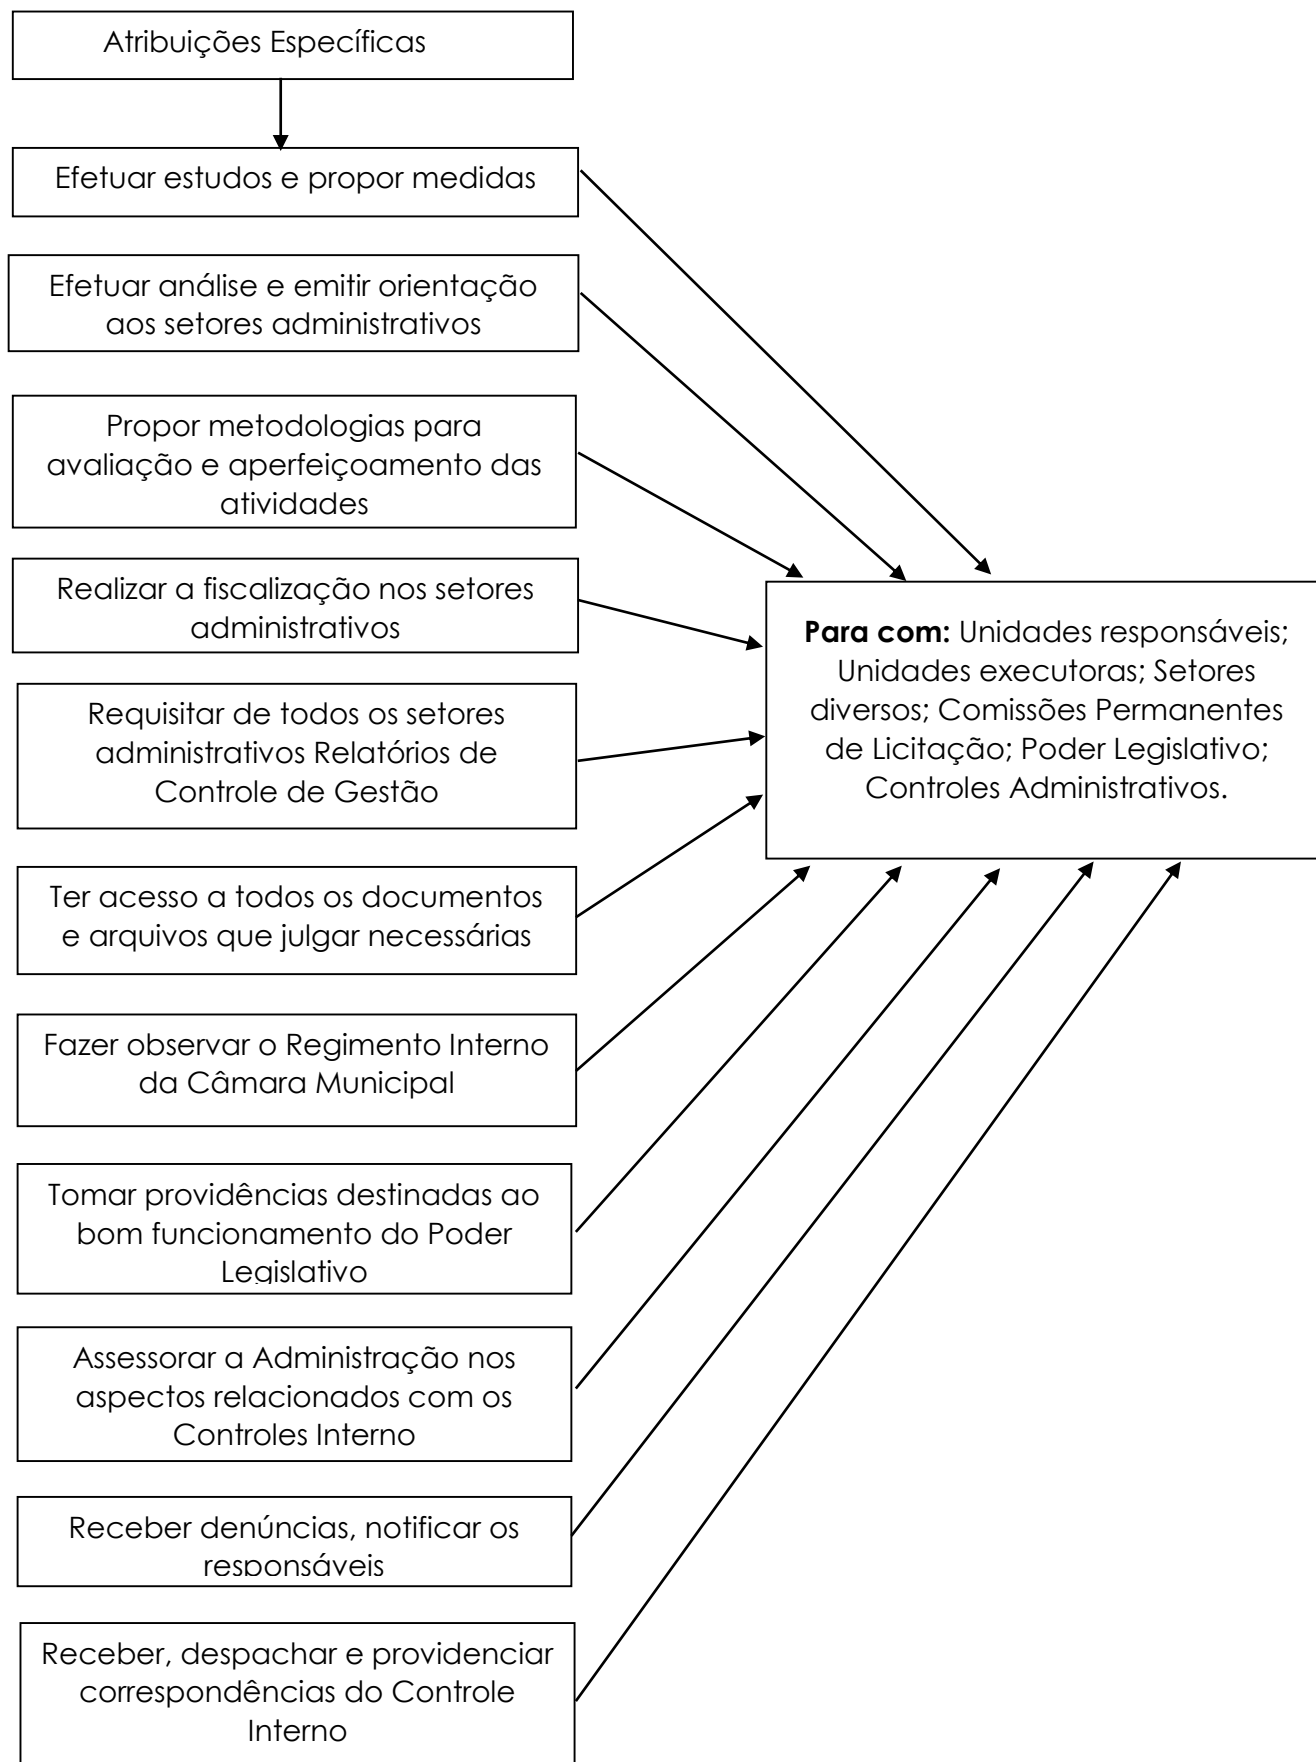 Atribuições Específicas
Efetuar estudos e propor medidas
Efetuar análise e emitir orientação
aos setores administrativos
Propor metodologias para
avaliação e aperfeiçoamento das
atividades
Realizar a fiscalização nos setores
administrativos
Requisitar de todos os setores
administrativos Relatórios de
Controle de Gestão
Ter acesso a todos os documentos
e arquivos que julgar necessárias
Fazer observar o Regimento Interno
da Câmara Municipal
Tomar providências destinadas ao
bom funcionamento do Poder
Legislativo
Assessorar a Administração nos
aspectos relacionados com os
Controles Interno
Receber denúncias, notificar os
responsáveis
Receber, despachar e providenciar
correspondências do Controle
Interno
Para com: Unidades responsáveis;
Unidades executoras; Setores
diversos; Comissões Permanentes
de Licitação; Poder Legislativo;
Controles Administrativos.